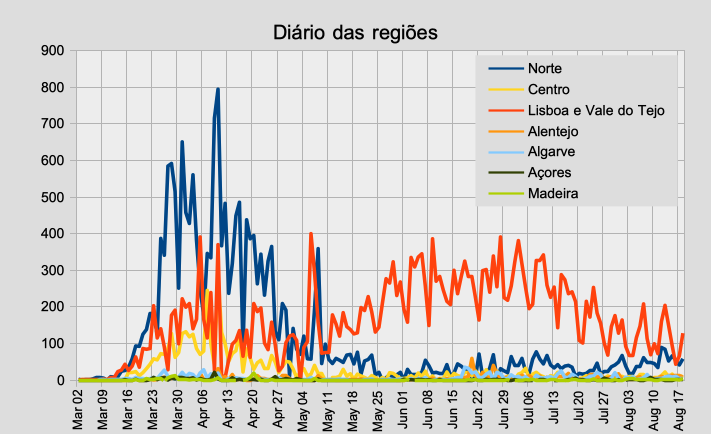 Diário das regiões
900
800
700
600
500
400
300
200
100
0
Norte
Centro
Lisboa e Vale do Tejo
Alentejo
Algarve
Açores
Madeira
Mar 02
Mar 09
Mar 16
Mar 23
Mar 30
Apr 06
Apr 13
Apr 20
Apr 27
May 04
May 11
May 18
May 25
Jun 01
Jun 08
Jun 15
Jun 22
Jun 29
Jul 06
Jul 13
Jul 20
Jul 27
Aug 03
Aug 10
Aug 17